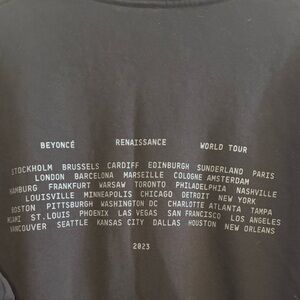 BEYONCÉ RENAISSANCE WORLD TOUR
STOCKHOLM BRUSSELS CARDIFF EDINBURGH SUNDERLAND PARIS
LONDON BARCELONA MARSEILLE COLOGNE AMSTERDAM
HAMBURG FRANKFURT WARSAW TORONTO PHILADELPHIA NASHVILLE
LOUISVILLE MINNEAPOLIS CHICAGO DETROIT NEW YORK
BOSTON PITTSBURGH WASHINGTON DC CHARLOTTE ATLANTA TAMPA
MIAMI ST.LOUIS PHOENIX LAS VEGAS SAN FRANCISCO LOS ANGELES
VANCOUVER SEATTLE KANSAS CITY DALLAS HOUSTON NEW ORLEANS
2023